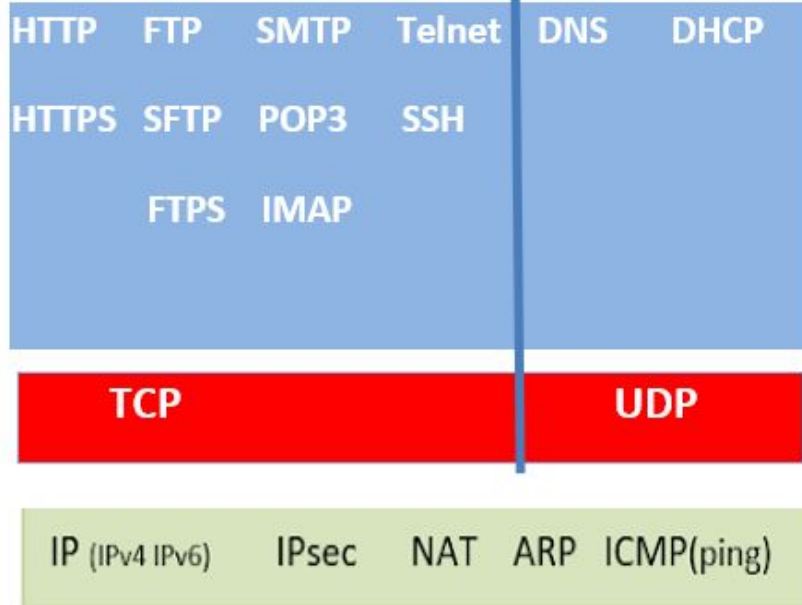 HTTP FTP SMTP Telnet DNS DHCP
HTTPS SFTP POP3 SSH
FTPS IMAP
TCP UDP
IP (IPv4 IPv6) IPsec NAT ARP ICMP(ping)